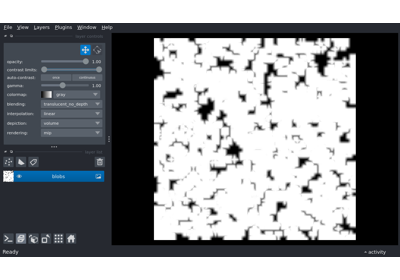 File View Layers Plugins Window Help
opacity: 1.00
contrast limits:
auto-contrast: once continuous
gamma: 1.00
colormap: gray
blending: translucent_no_depth
interpolation: linear
depiction: volume
rendering: mip
blobs
Ready
activity